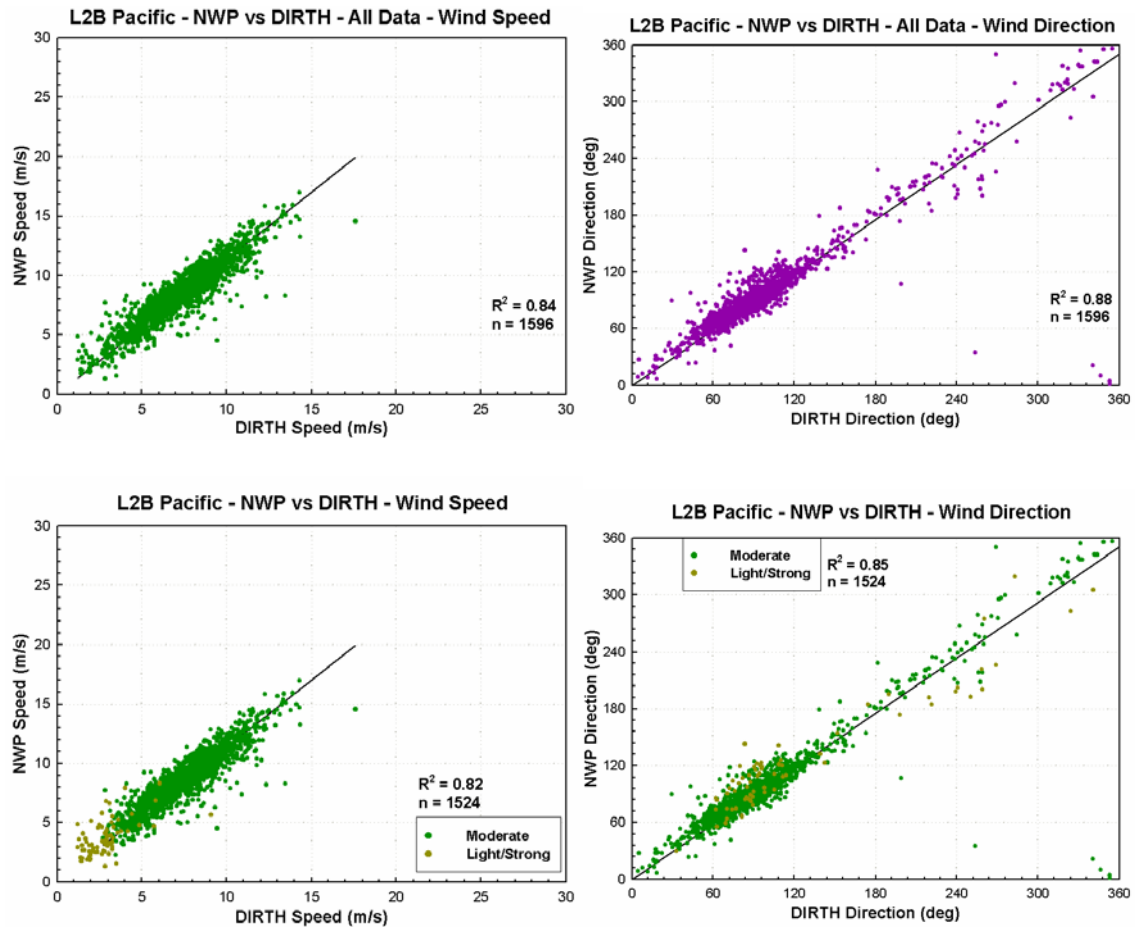 L2B Pacific - NWP vs DIRTH - All Data - Wind Speed
30
25
20
15
10
5
0
NWP Speed (m/s)
R² = 0.84
n = 1596
0 5 10 15 20 25 30
DIRTH Speed (m/s)
L2B Pacific - NWP vs DIRTH - All Data - Wind Direction
360
300
240
180
120
60
0
NWP Direction (deg)
R² = 0.88
n = 1596
0 60 120 180 240 300 360
DIRTH Direction (deg)
L2B Pacific - NWP vs DIRTH - Wind Speed
30
25
20
15
10
5
0
NWP Speed (m/s)
R² = 0.82
n = 1524
Moderate
Light/Strong
0 5 10 15 20 25 30
DIRTH Speed (m/s)
L2B Pacific - NWP vs DIRTH - Wind Direction
360
300
240
180
120
60
0
NWP Direction (deg)
Moderate
Light/Strong
R² = 0.85
n = 1524
0 60 120 180 240 300 360
DIRTH Direction (deg)